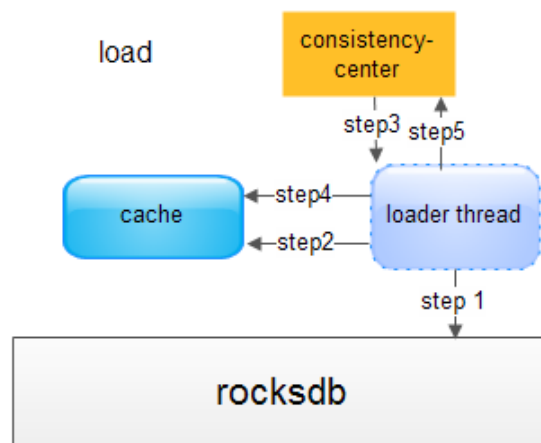 load
consistency-
center
step3
step5
cache
step4
step2
loader thread
step 1
rocksdb